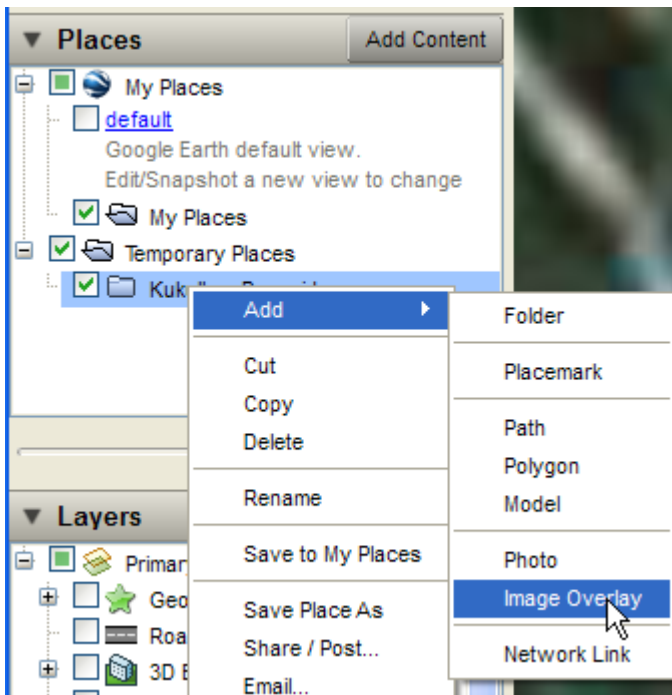 Places
Add Content
My Places
default
Google Earth default view.
Edit/Snapshot a new view to change
My Places
Temporary Places
Add
Cut
Copy
Delete
Rename
Save to My Places
Save Place As
Share / Post...
Email...
Folder
Placemark
Path
Polygon
Model
Photo
Image Overlay
Network Link
Layers
3D